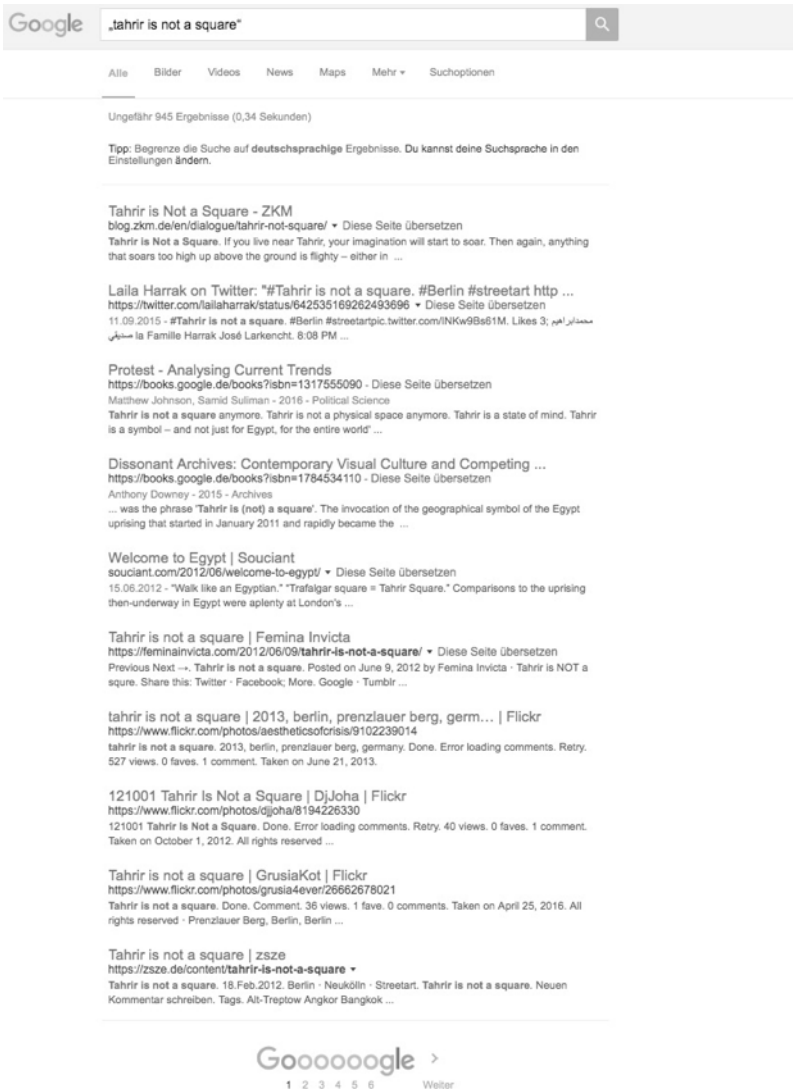 Google „tahrir is not a square“
Alle Bilder Videos News Maps Mehr ▾ Suchoptionen
Ungefähr 945 Ergebnisse (0,34 Sekunden)
Tipp: Begrenze die Suche auf deutschsprachige Ergebnisse. Du kannst deine Suchsprache in den
Einstellungen ändern.
Tahrir is Not a Square - ZKM
blog.zkm.de/en/dialogue/tahrir-not-square/ ▾ Diese Seite übersetzen
Tahrir is Not a Square. If you live near Tahrir, your imagination will start to soar. Then again, anything
that soars too high up above the ground is flighty – either in ...
Laila Harrak on Twitter: "#Tahrir is not a square. #Berlin #streetart http ...
https://twitter.com/lailaharrak/status/642535169262493696 ▾ Diese Seite übersetzen
11.09.2015 - #Tahrir is not a square. #Berlin #streetartpic.twitter.com/lNKw9Bs61M. Likes 3; محمدابراهيم
صديقي la Famille Harrak José Larkencht. 8:08 PM ...
Protest - Analysing Current Trends
https://books.google.de/books?isbn=1317555090 - Diese Seite übersetzen
Matthew Johnson, Samid Suliman - 2016 - Political Science
Tahrir is not a square anymore. Tahrir is not a physical space anymore. Tahrir is a state of mind. Tahrir
is a symbol – and not just for Egypt, for the entire world' ...
Dissonant Archives: Contemporary Visual Culture and Competing ...
https://books.google.de/books?isbn=1784534110 - Diese Seite übersetzen
Anthony Downey - 2015 - Archives
... was the phrase 'Tahrir is (not) a square'. The invocation of the geographical symbol of the Egypt
uprising that started in January 2011 and rapidly became the ...
Welcome to Egypt | Souciant
souciant.com/2012/06/welcome-to-egypt/ ▾ Diese Seite übersetzen
15.06.2012 - "Walk like an Egyptian." "Trafalgar square = Tahrir Square." Comparisons to the uprising
then-underway in Egypt were aplenty at London's ...
Tahrir is not a square | Femina Invicta
https://feminainvicta.com/2012/06/09/tahrir-is-not-a-square/ ▾ Diese Seite übersetzen
Previous Next →. Tahrir is not a square. Posted on June 9, 2012 by Femina Invicta · Tahrir is NOT a
squre. Share this: Twitter · Facebook; More. Google · Tumblr ...
tahrir is not a square | 2013, berlin, prenzlauer berg, germ… | Flickr
https://www.flickr.com/photos/aestheticsofcrisis/9102239014
tahrir is not a square. 2013, berlin, prenzlauer berg, germany. Done. Error loading comments. Retry.
527 views. 0 faves. 1 comment. Taken on June 21, 2013.
121001 Tahrir Is Not a Square | DjJoha | Flickr
https://www.flickr.com/photos/djjoha/8194226330
121001 Tahrir Is Not a Square. Done. Error loading comments. Retry. 40 views. 0 faves. 1 comment.
Taken on October 1, 2012. All rights reserved ...
Tahrir is not a square | GrusiaKot | Flickr
https://www.flickr.com/photos/grusia4ever/26662678021
Tahrir is not a square. Done. Comment. 36 views. 1 fave. 0 comments. Taken on April 25, 2016. All
rights reserved · Prenzlauer Berg, Berlin, Berlin ...
Tahrir is not a square | zsze
https://zsze.de/content/tahrir-is-not-a-square ▾
Tahrir is not a square. 18.Feb.2012. Berlin · Neukölln · Streetart. Tahrir is not a square. Neuen
Kommentar schreiben. Tags. Alt-Treptow Angkor Bangkok ...
Goooooogle >
1 2 3 4 5 6 Weiter